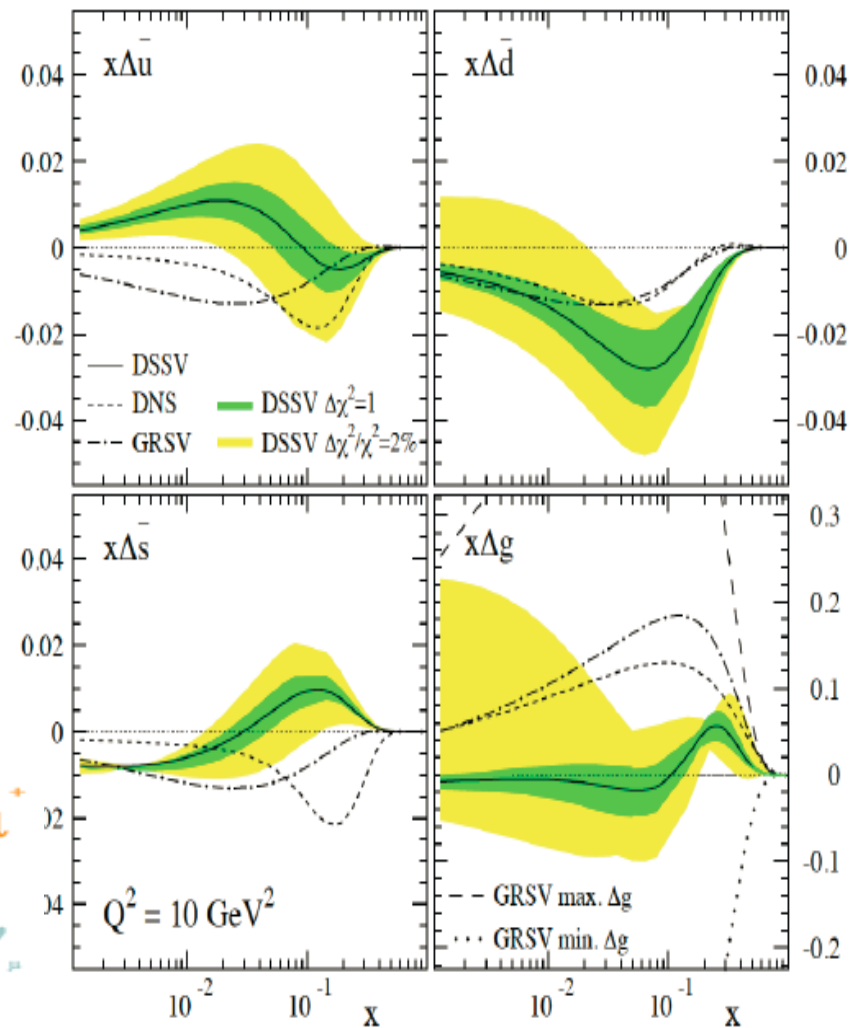 xΔū
xΔd̄
0.04
0.02
0
-0.02
-0.04
0.04
0.02
0
-0.02
-0.04
DSSV
DNS
GRSV
DSSV Δχ²=1
DSSV Δχ²/χ²=2%
xΔs̄
xΔg
0.04
0.02
0
02
04
0.3
0.2
0.1
0
-0.1
-0.2
Q² = 10 GeV²
GRSV max. Δg
GRSV min. Δg
10⁻²
10⁻¹
x
10⁻²
10⁻¹
x